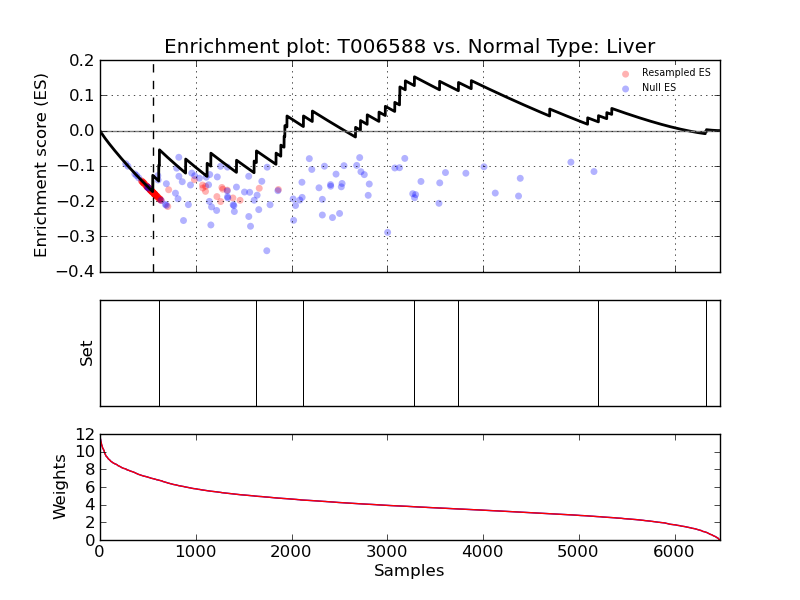 Enrichment plot: T006588 vs. Normal Type: Liver
Enrichment score (ES)
0.2
0.1
0.0
−0.1
−0.2
−0.3
−0.4
Resampled ES
Null ES
Set
Weights
12
10
8
6
4
2
0
0 1000 2000 3000 4000 5000 6000
Samples